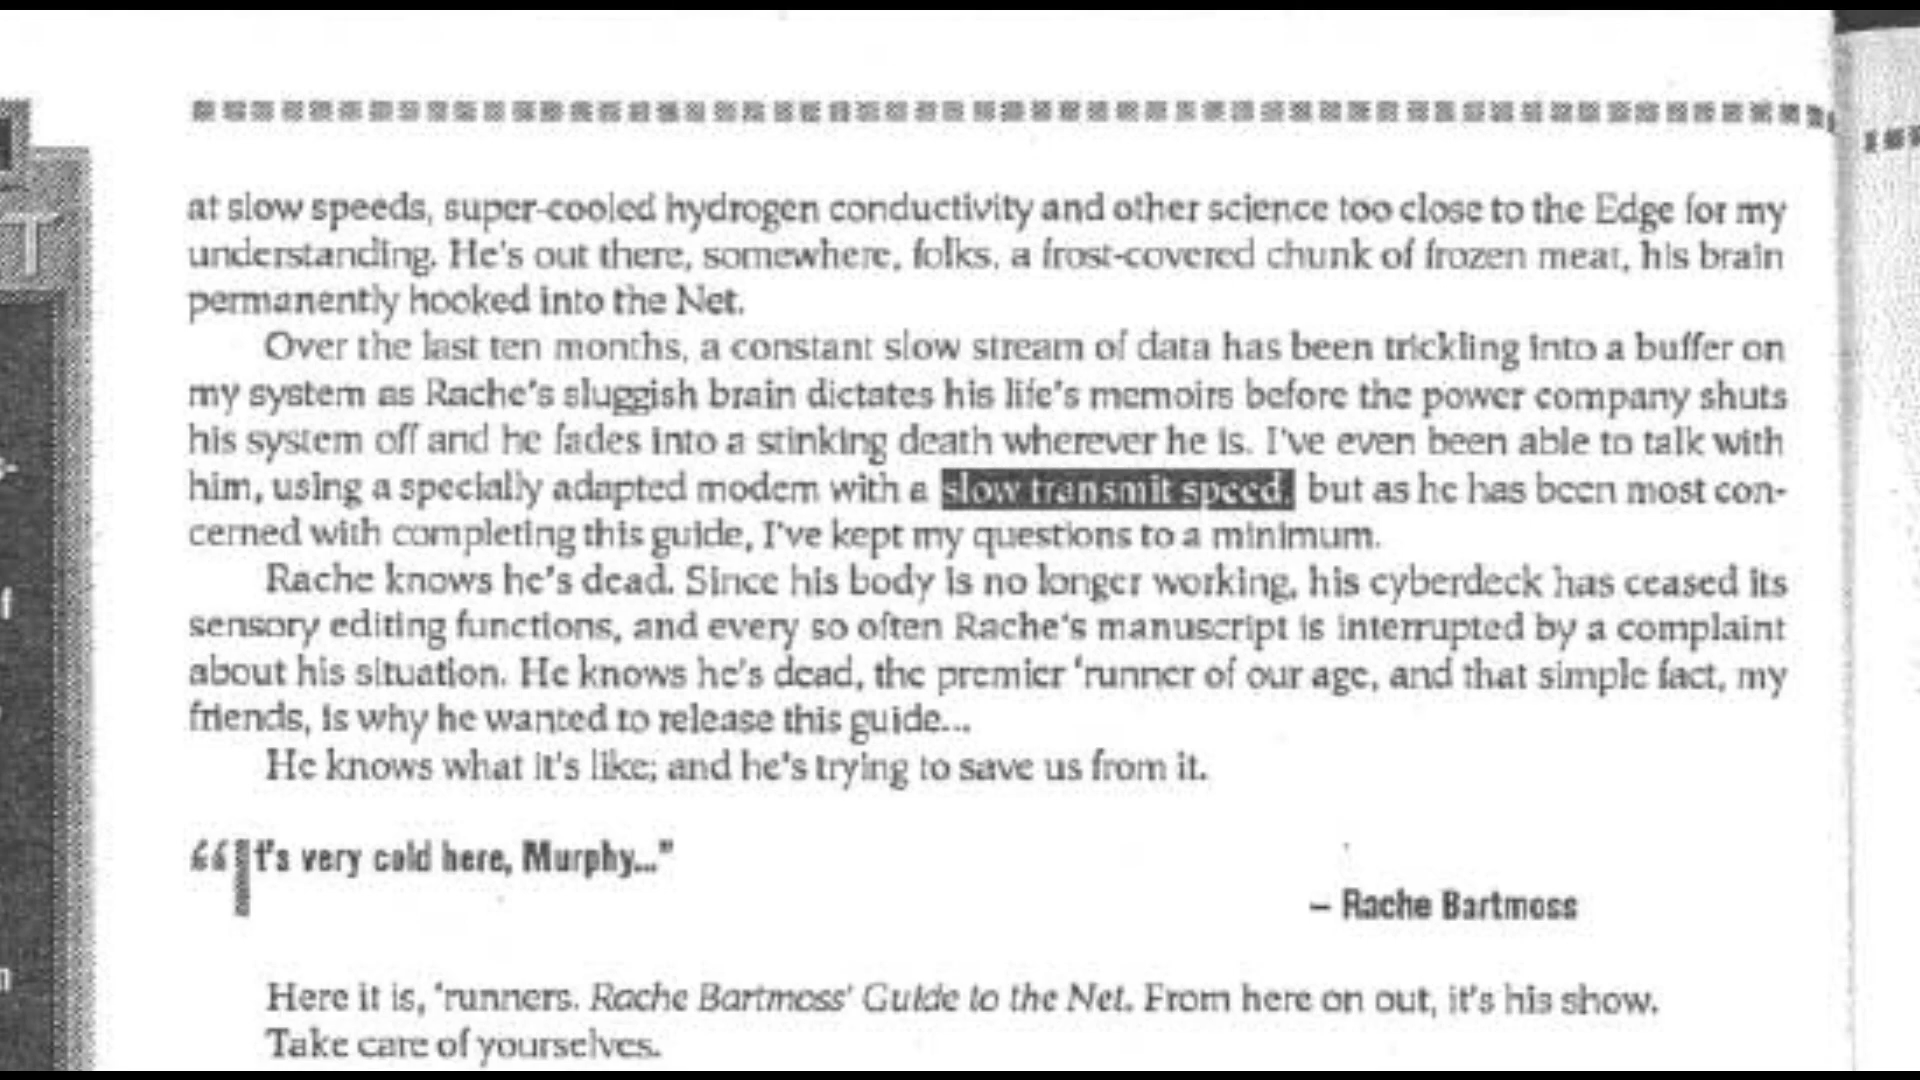 at slow speeds, super-cooled hydrogen conductivity and other science too close to the Edge for my
understanding. He's out there, somewhere, folks, a frost-covered chunk of frozen meat, his brain
permanently hooked into the Net.
Over the last ten months, a constant slow stream of data has been trickling into a buffer on
my system as Rache's sluggish brain dictates his life's memoirs before the power company shuts
his system off and he fades into a stinking death wherever he is. I've even been able to talk with
him, using a specially adapted modem with a slow transmit speed, but as he has been most con-
cerned with completing this guide, I've kept my questions to a minimum.
Rache knows he's dead. Since his body is no longer working, his cyberdeck has ceased its
sensory editing functions, and every so often Rache's manuscript is interrupted by a complaint
about his situation. He knows he's dead, the premier 'runner of our age, and that simple fact, my
friends, is why he wanted to release this guide...
He knows what it's like; and he's trying to save us from it.
“It's very cold here, Murphy...”
– Rache Bartmoss
Here it is, 'runners. Rache Bartmoss' Guide to the Net. From here on out, it's his show.
Take care of yourselves.